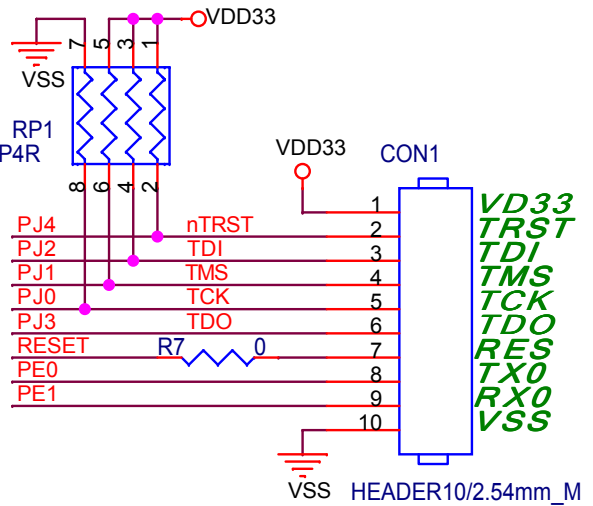 VDD33
7 5 3 1
VSS
RP1
P4R
8 6 4 2
VDD33
CON1
1 VD33
PJ4 nTRST 2 TRST
PJ2 TDI 3 TDI
PJ1 TMS 4 TMS
PJ0 TCK 5 TCK
PJ3 TDO 6 TDO
RESET R7 0 7 RES
PE0 8 TX0
PE1 9 RX0
10 VSS
VSS
HEADER10/2.54mm_M